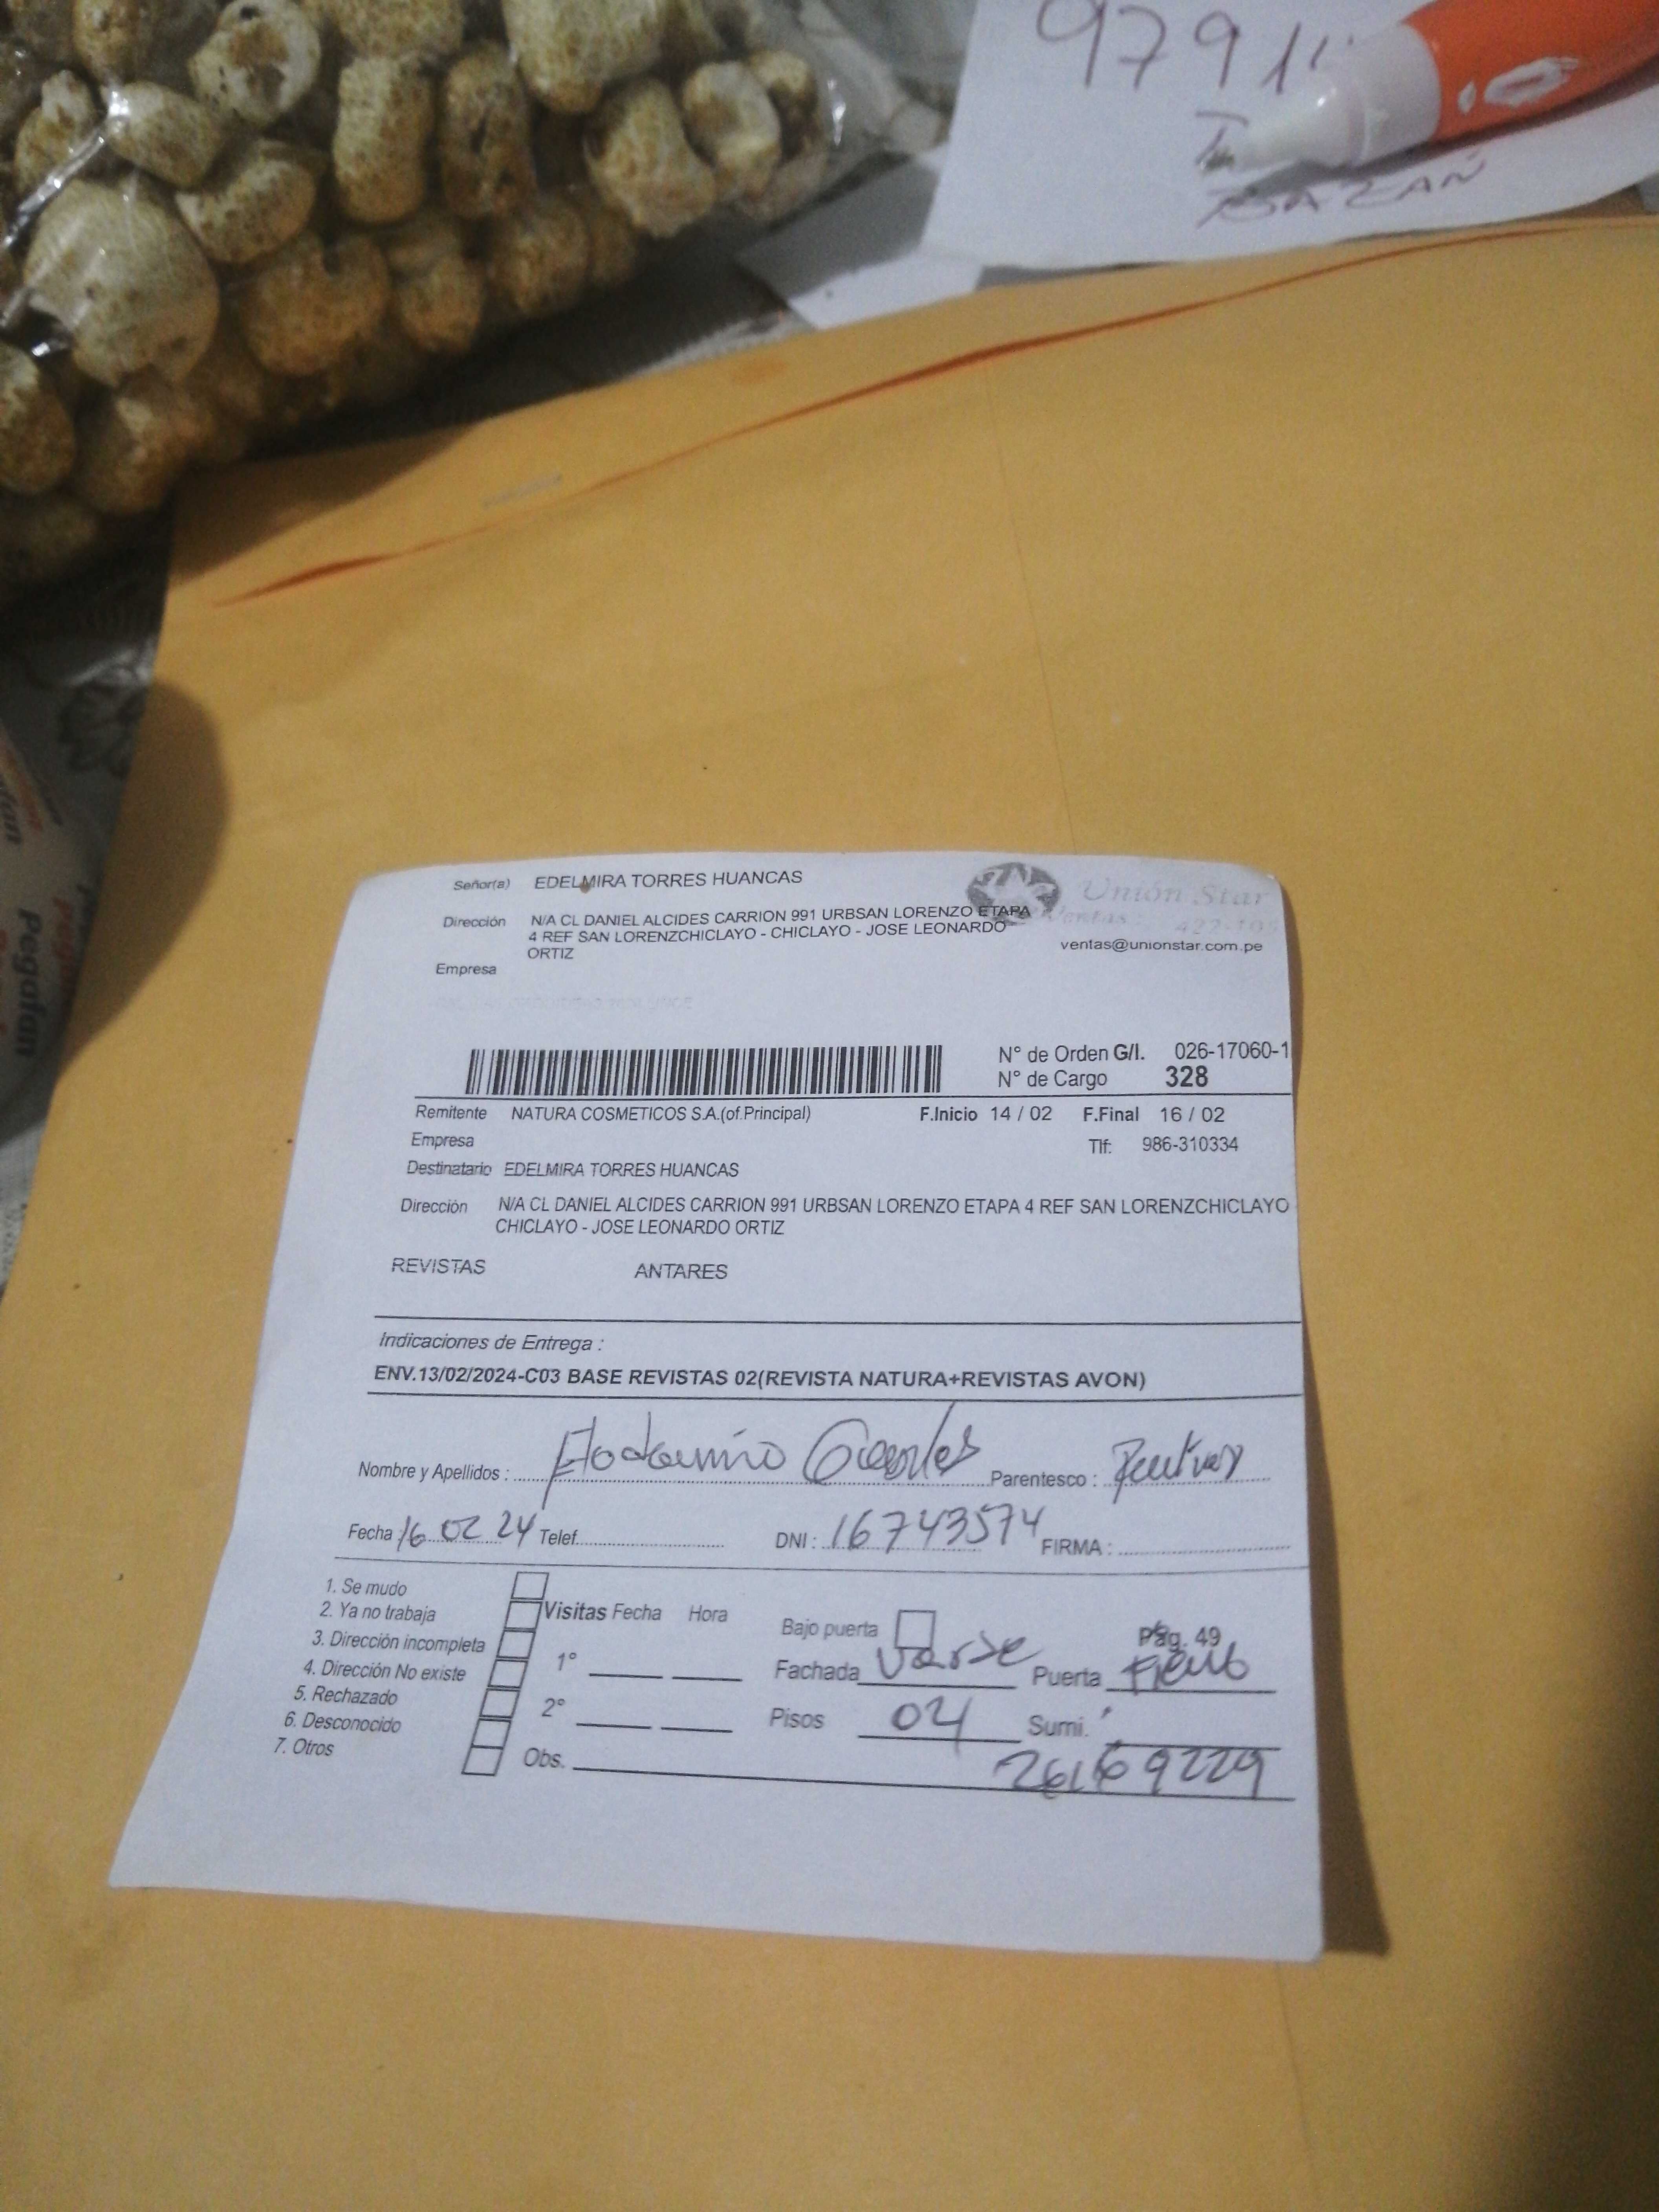 979 11
BAZAN
Pegafan
Señor(a) EDELMIRA TORRES HUANCAS
Unión Star
Dirección N/A CL DANIEL ALCIDES CARRION 991 URBSAN LORENZO ETAPA
Ventas: 422-10
4 REF SAN LORENZCHICLAYO - CHICLAYO - JOSE LEONARDO
ORTIZ
ventas@unionstar.com.pe
Empresa
N° de Orden G/I. 026-17060-1
N° de Cargo 328
Remitente NATURA COSMETICOS S.A.(of.Principal) F.Inicio 14 / 02 F.Final 16 / 02
Empresa Tlf: 986-310334
Destinatario EDELMIRA TORRES HUANCAS
Dirección N/A CL DANIEL ALCIDES CARRION 991 URBSAN LORENZO ETAPA 4 REF SAN LORENZCHICLAYO
CHICLAYO - JOSE LEONARDO ORTIZ
REVISTAS ANTARES
Indicaciones de Entrega :
ENV.13/02/2024-C03 BASE REVISTAS 02(REVISTA NATURA+REVISTAS AVON)
Nombre y Apellidos : Parentesco :
Fecha 16 02 24 Telef. DNI : 16743574 FIRMA :
1. Se mudo
2. Ya no trabaja Visitas Fecha Hora Bajo puerta Pág. 49
3. Dirección incompleta 1° Fachada Puerta
4. Dirección No existe
5. Rechazado 2° Pisos 04 Sumi.
6. Desconocido
7. Otros Obs. 26169229